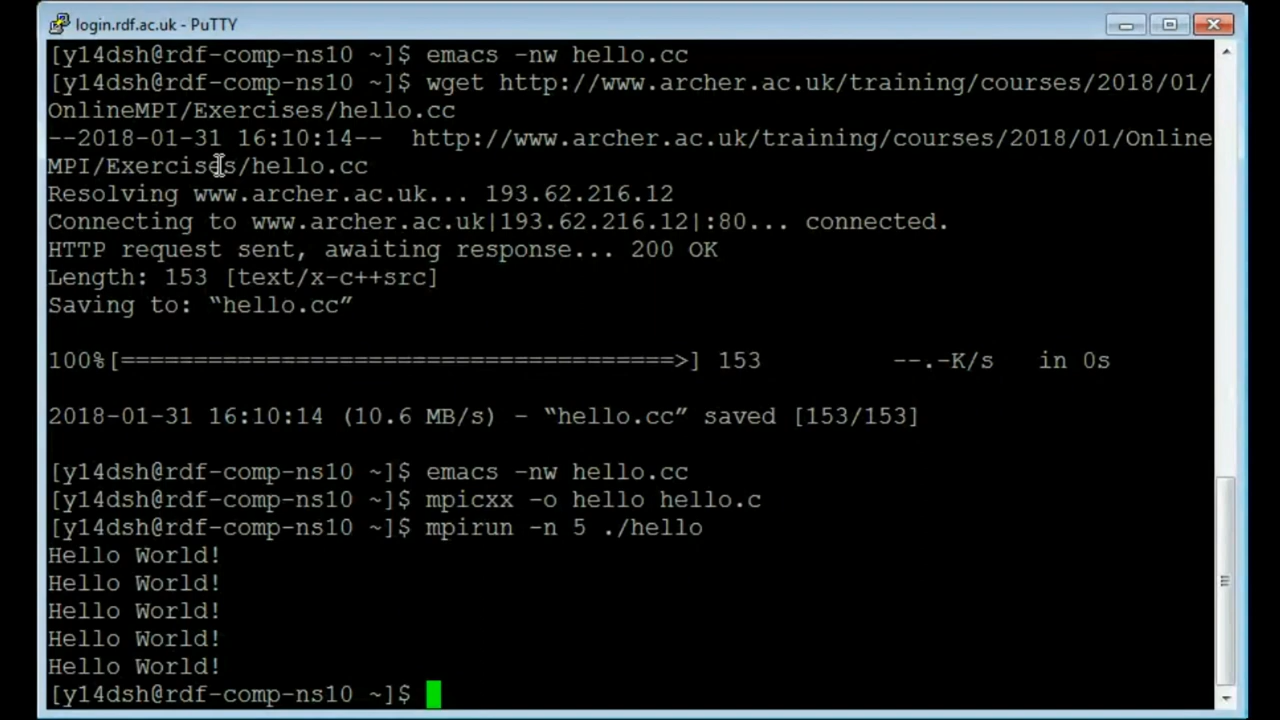 login.rdf.ac.uk - PuTTY
[y14dsh@rdf-comp-ns10 ~]$ emacs -nw hello.cc
[y14dsh@rdf-comp-ns10 ~]$ wget http://www.archer.ac.uk/training/courses/2018/01/
OnlineMPI/Exercises/hello.cc
--2018-01-31 16:10:14--  http://www.archer.ac.uk/training/courses/2018/01/Online
MPI/Exercises/hello.cc
Resolving www.archer.ac.uk... 193.62.216.12
Connecting to www.archer.ac.uk|193.62.216.12|:80... connected.
HTTP request sent, awaiting response... 200 OK
Length: 153 [text/x-c++src]
Saving to: “hello.cc”
100%[======================================>] 153         --.-K/s   in 0s
2018-01-31 16:10:14 (10.6 MB/s) - “hello.cc” saved [153/153]
[y14dsh@rdf-comp-ns10 ~]$ emacs -nw hello.cc
[y14dsh@rdf-comp-ns10 ~]$ mpicxx -o hello hello.c
[y14dsh@rdf-comp-ns10 ~]$ mpirun -n 5 ./hello
Hello World!
Hello World!
Hello World!
Hello World!
Hello World!
[y14dsh@rdf-comp-ns10 ~]$